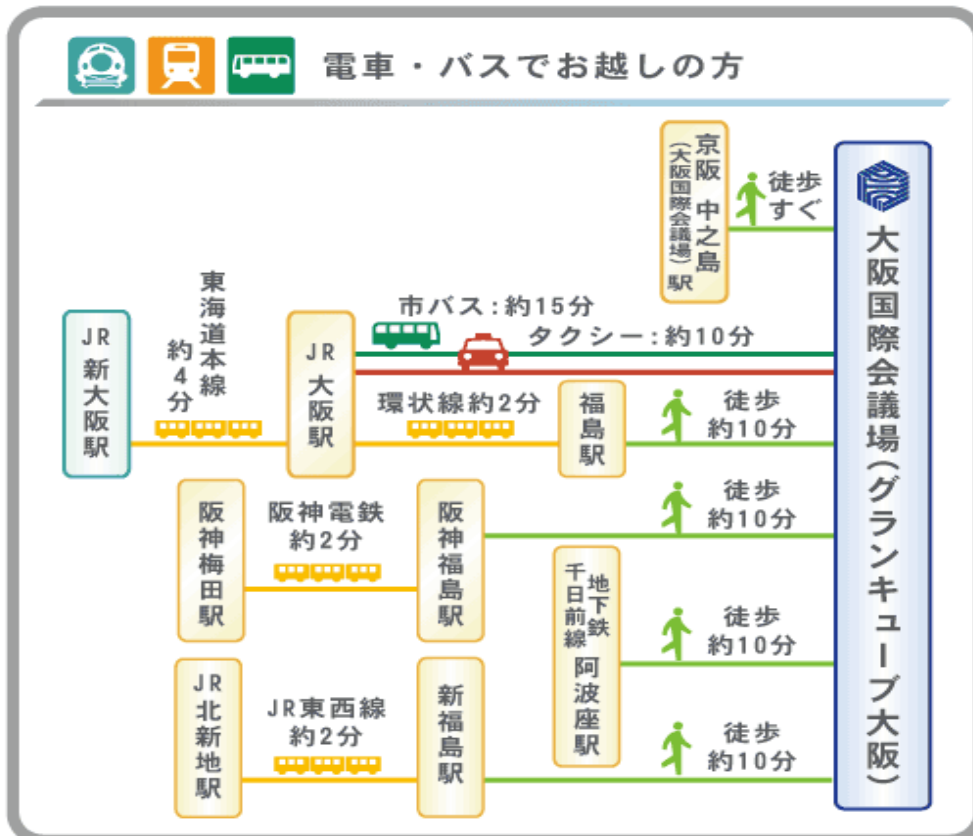 電車・バスでお越しの方
京阪 中之島
(大阪国際会議場)駅
徒歩
すぐ
大阪国際会議場(グランキューブ大阪)
東海道本線
約4分
JR 新大阪駅
JR 大阪駅
市バス:約15分
タクシー:約10分
環状線約2分
福島駅
徒歩
約10分
阪神梅田駅
阪神電鉄
約2分
阪神福島駅
徒歩
約10分
地下鉄
千日前線
阿波座駅
徒歩
約10分
JR 北新地駅
JR東西線
約2分
新福島駅
徒歩
約10分